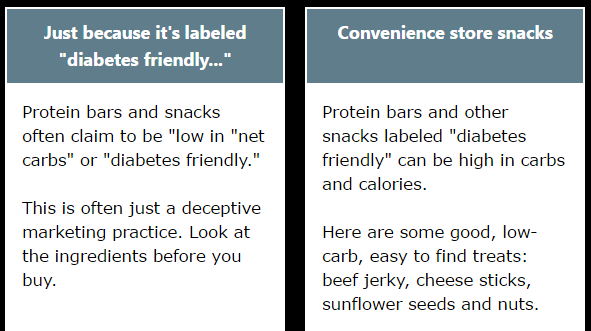 Just because it's labeled
"diabetes friendly..."
Protein bars and snacks
often claim to be "low in "net
carbs" or "diabetes friendly."
This is often just a deceptive
marketing practice. Look at
the ingredients before you
buy.
Convenience store snacks
Protein bars and other
snacks labeled "diabetes
friendly" can be high in carbs
and calories.
Here are some good, low-
carb, easy to find treats:
beef jerky, cheese sticks,
sunflower seeds and nuts.